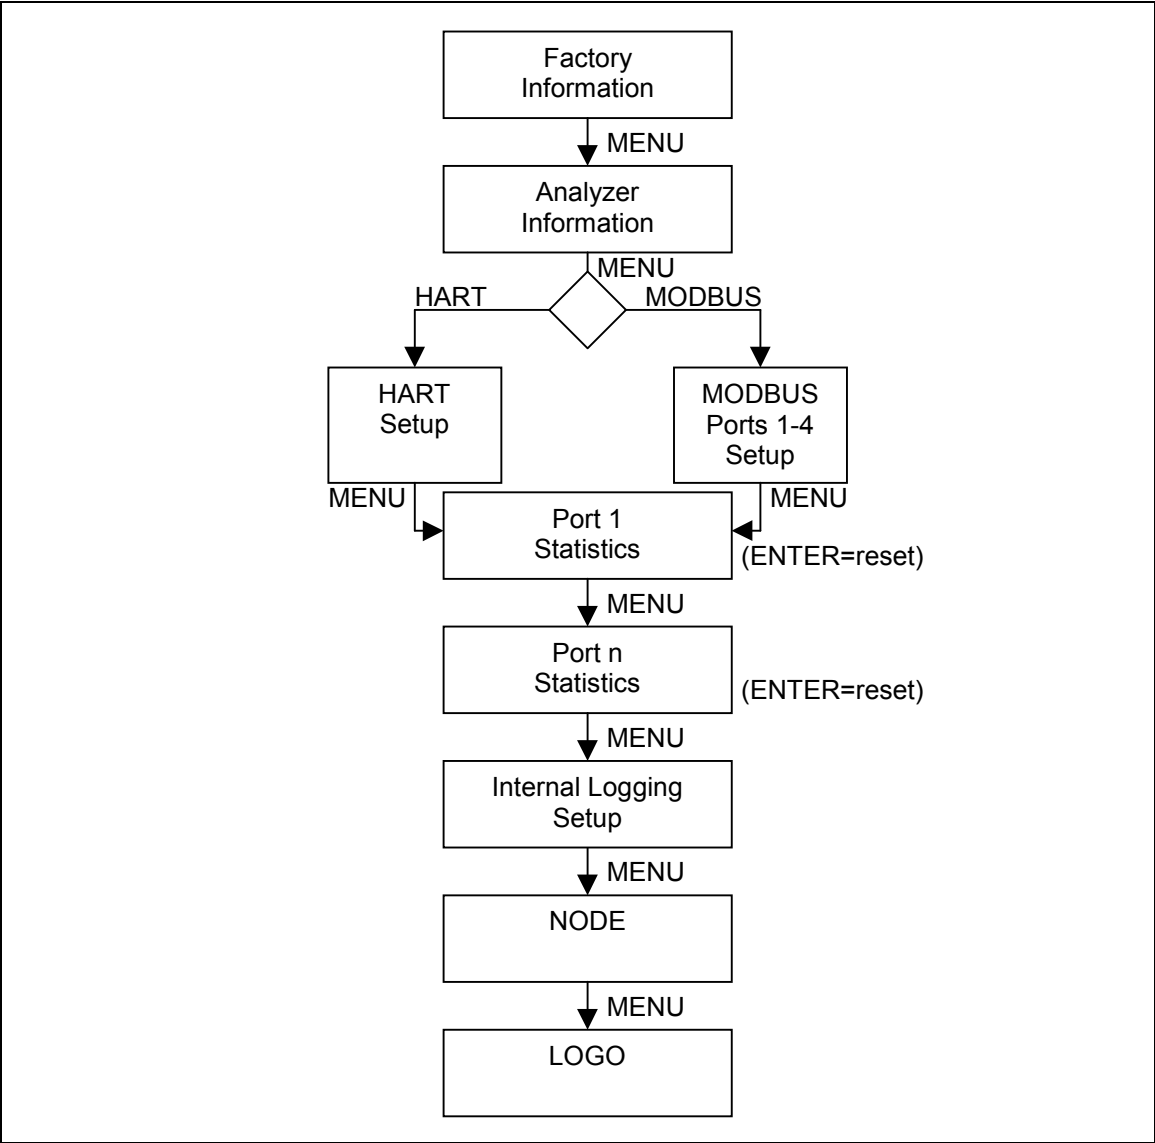 Factory
Information
MENU
Analyzer
Information
MENU
HART
MODBUS
HART
Setup
MODBUS
Ports 1-4
Setup
MENU
MENU
Port 1
Statistics
(ENTER=reset)
MENU
Port n
Statistics
(ENTER=reset)
MENU
Internal Logging
Setup
MENU
NODE
MENU
LOGO